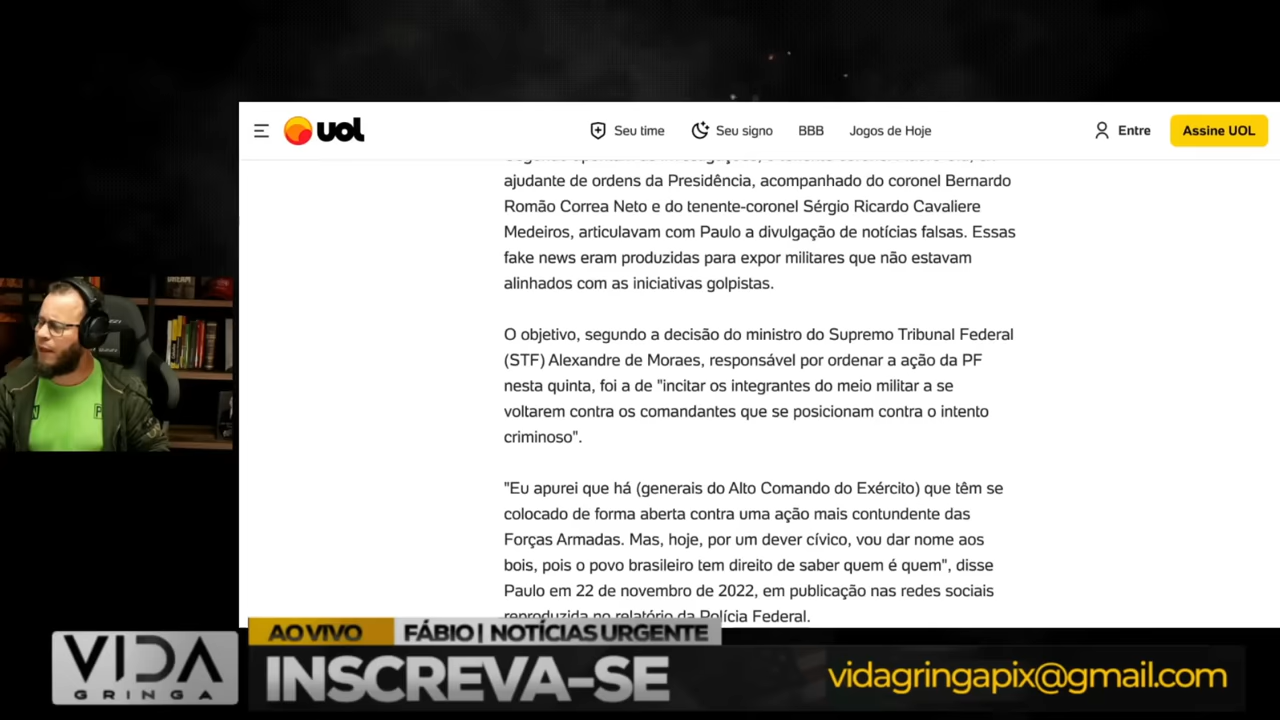 uol
Seu time
Seu signo
BBB
Jogos de Hoje
Entre
Assine UOL
ajudante de ordens da Presidência, acompanhado do coronel Bernardo
Romão Correa Neto e do tenente-coronel Sérgio Ricardo Cavaliere
Medeiros, articulavam com Paulo a divulgação de notícias falsas. Essas
fake news eram produzidas para expor militares que não estavam
alinhados com as iniciativas golpistas.
O objetivo, segundo a decisão do ministro do Supremo Tribunal Federal
(STF) Alexandre de Moraes, responsável por ordenar a ação da PF
nesta quinta, foi a de "incitar os integrantes do meio militar a se
voltarem contra os comandantes que se posicionam contra o intento
criminoso".
"Eu apurei que há (generais do Alto Comando do Exército) que têm se
colocado de forma aberta contra uma ação mais contundente das
Forças Armadas. Mas, hoje, por um dever cívico, vou dar nome aos
bois, pois o povo brasileiro tem direito de saber quem é quem", disse
Paulo em 22 de novembro de 2022, em publicação nas redes sociais
reproduzida no relatório da Polícia Federal.
AO VIVO
FÁBIO | NOTÍCIAS URGENTE
VIDA
GRINGA
INSCREVA-SE
vidagringapix@gmail.com